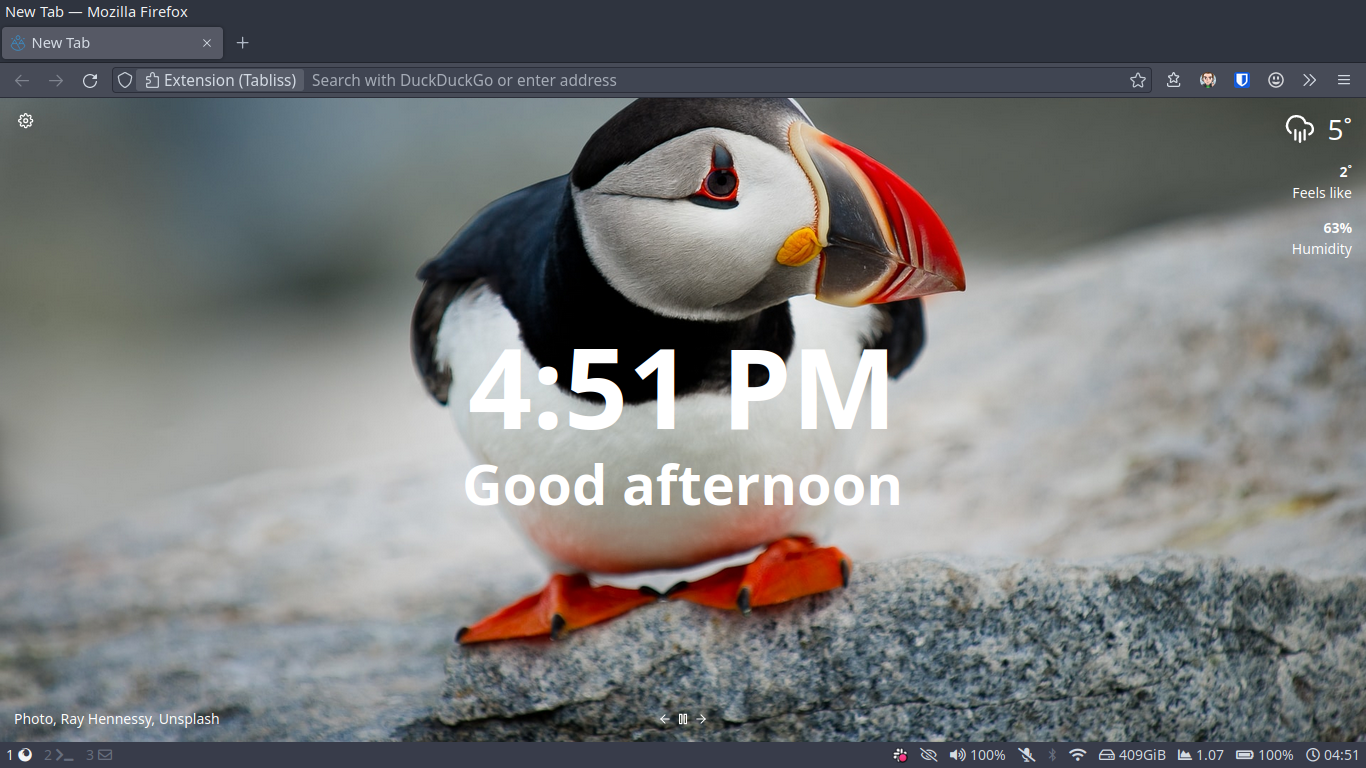 New Tab — Mozilla Firefox
New Tab
Extension (Tabliss) Search with DuckDuckGo or enter address
5°
2°
Feels like
63%
Humidity
4:51 PM
Good afternoon
Photo, Ray Hennessy, Unsplash
1 2 3 100% 409GiB 1.07 100% 04:51